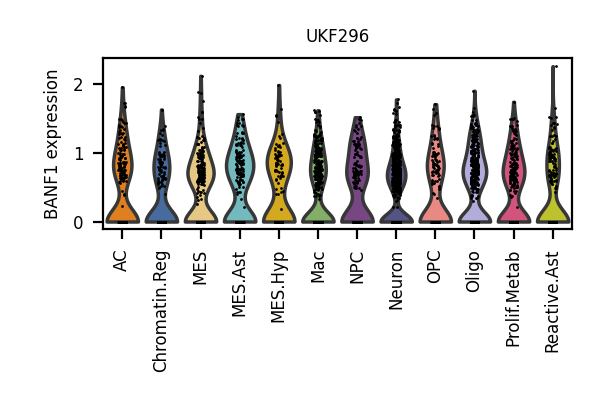 UKF296
BANF1 expression
2
1
0
AC
Chromatin.Reg
MES
MES.Ast
MES.Hyp
Mac
NPC
Neuron
OPC
Oligo
Prolif.Metab
Reactive.Ast